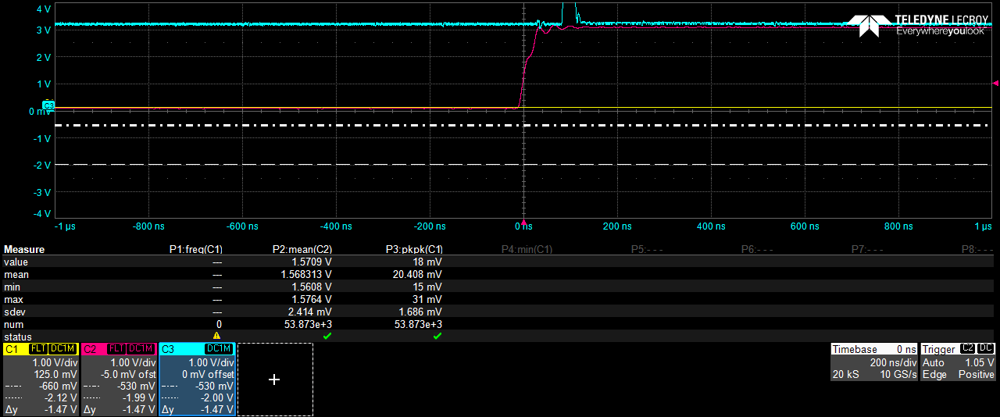 4 V
TELEDYNE LECROY
Everywhereyoulook
3 V
2 V
1 V
C3
0 mV
-1 V
-2 V
-3 V
-4 V
-1 µs -800 ns -600 ns -400 ns -200 ns 0 ns 200 ns 400 ns 600 ns 800 ns 1 µs
Measure P1:freq(C1) P2:mean(C2) P3:pkpk(C1) P4:min(C1) P5:- - - P6:- - - P7:- - - P8:- - -
value --- 1.5709 V 18 mV
mean --- 1.568313 V 20.408 mV
min --- 1.5608 V 15 mV
max --- 1.5764 V 31 mV
sdev --- 2.414 mV 1.686 mV
num 0 53.873e+3 53.873e+3
status
C1 FLT DC1M C2 FLT DC1M C3 DC1M Timebase 0 ns Trigger C2 DC
1.00 V/div 1.00 V/div 1.00 V/div 200 ns/div Auto 1.05 V
125.0 mV -5.0 mV ofst 0 mV offset 20 kS 10 GS/s Edge Positive
-660 mV -530 mV -530 mV
-2.12 V -1.99 V -2.00 V
Δy -1.47 V Δy -1.47 V Δy -1.47 V
+